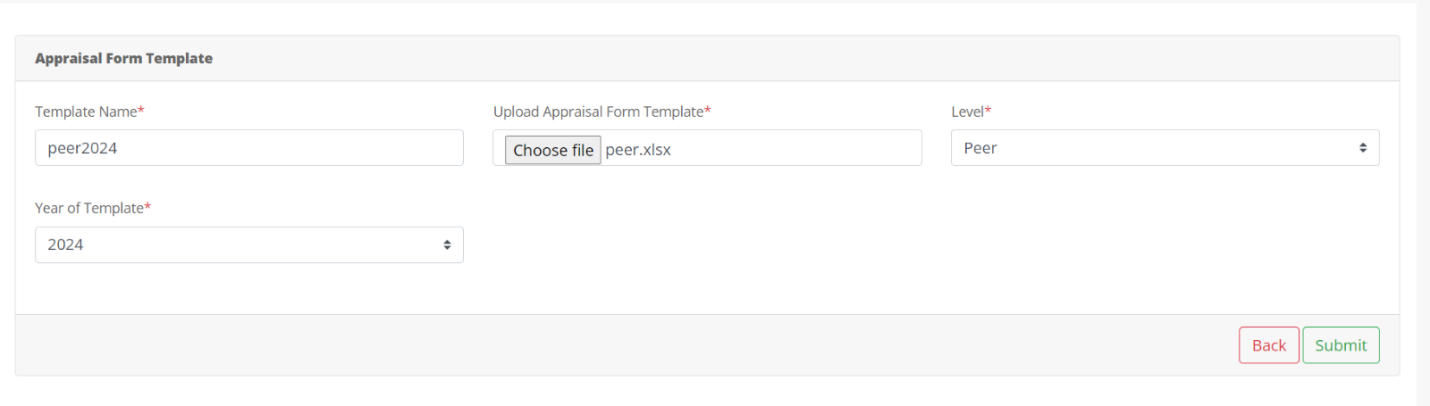 Appraisal Form Template
Template Name* Upload Appraisal Form Template* Level*
peer2024 Choose file peer.xlsx Peer
Year of Template*
2024
Back Submit